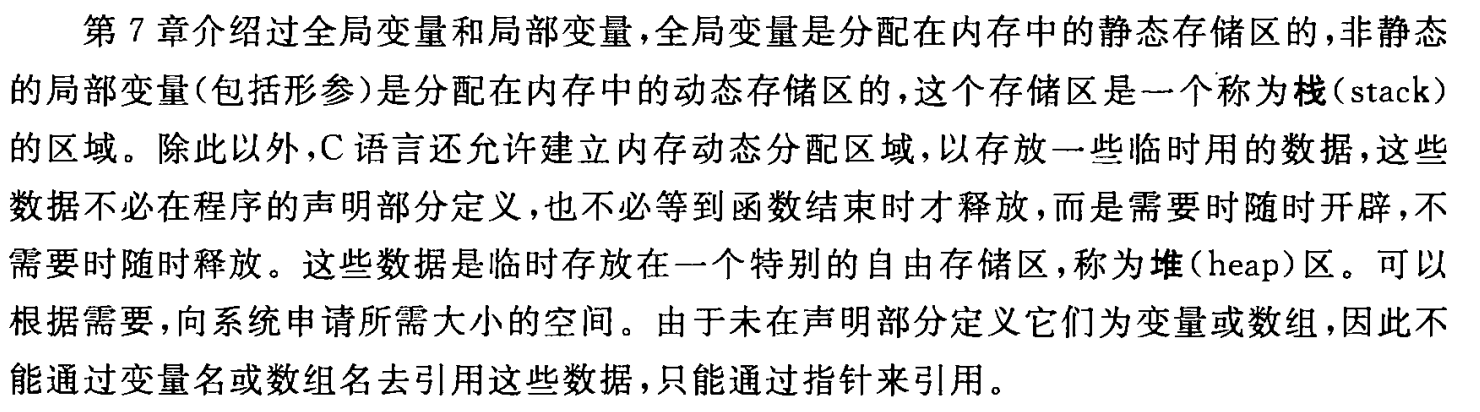 第 7 章介绍过全局变量和局部变量,全局变量是分配在内存中的静态存储区的,非静态
的局部变量(包括形参)是分配在内存中的动态存储区的,这个存储区是一个称为栈(stack)
的区域。除此以外,C 语言还允许建立内存动态分配区域,以存放一些临时用的数据,这些
数据不必在程序的声明部分定义,也不必等到函数结束时才释放,而是需要时随时开辟,不
需要时随时释放。这些数据是临时存放在一个特别的自由存储区,称为堆(heap)区。可以
根据需要,向系统申请所需大小的空间。由于未在声明部分定义它们为变量或数组,因此不
能通过变量名或数组名去引用这些数据,只能通过指针来引用。